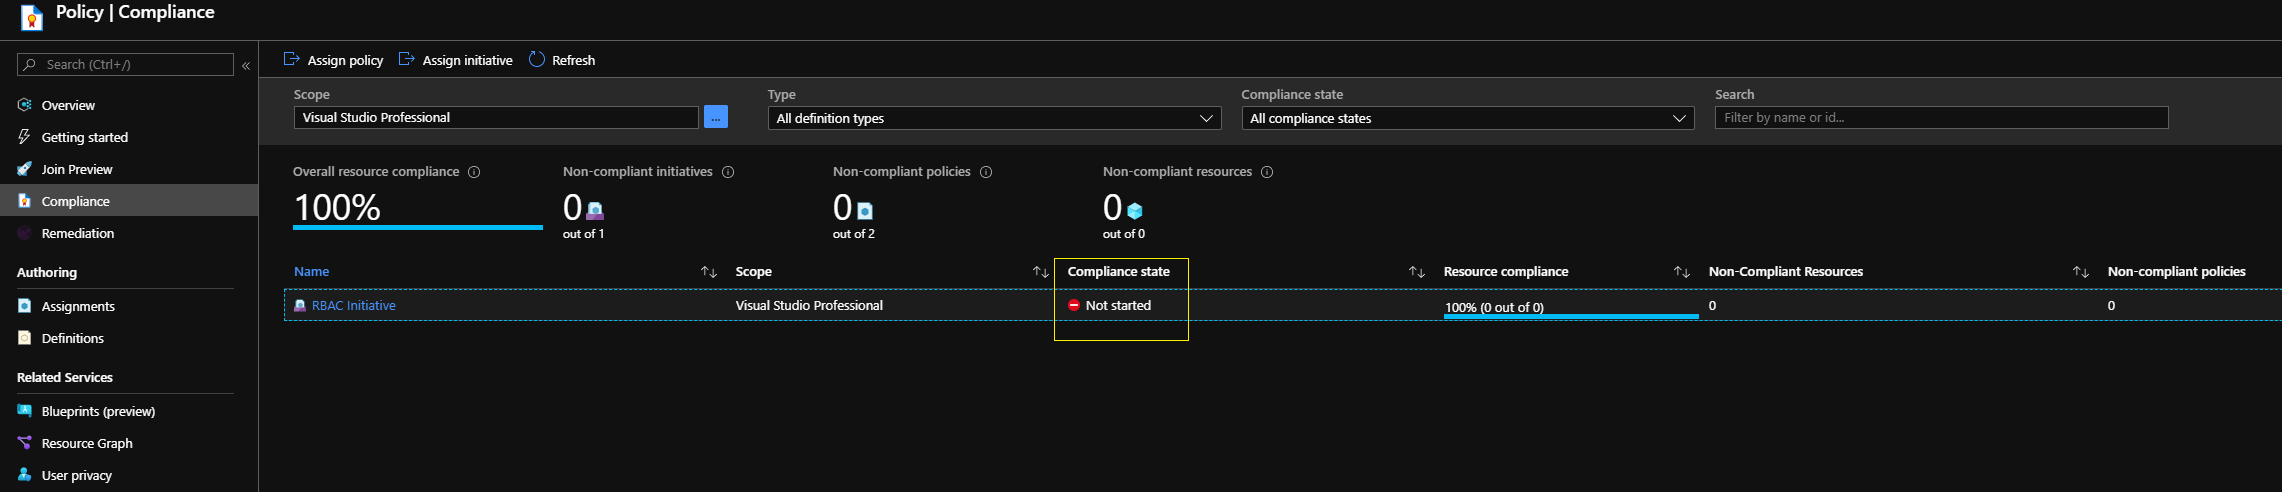 Policy | Compliance
Search (Ctrl+/)
«
Overview
Getting started
Join Preview
Compliance
Remediation
Authoring
Assignments
Definitions
Related Services
Blueprints (preview)
Resource Graph
User privacy
Assign policy Assign initiative Refresh
Scope Type Compliance state Search
Visual Studio Professional ... All definition types All compliance states Filter by name or id...
Overall resource compliance Non-compliant initiatives Non-compliant policies Non-compliant resources
100% 0 0 0
out of 1 out of 2 out of 0
Name Scope Compliance state Resource compliance Non-Compliant Resources Non-compliant policies
RBAC Initiative Visual Studio Professional Not started 100% (0 out of 0) 0 0